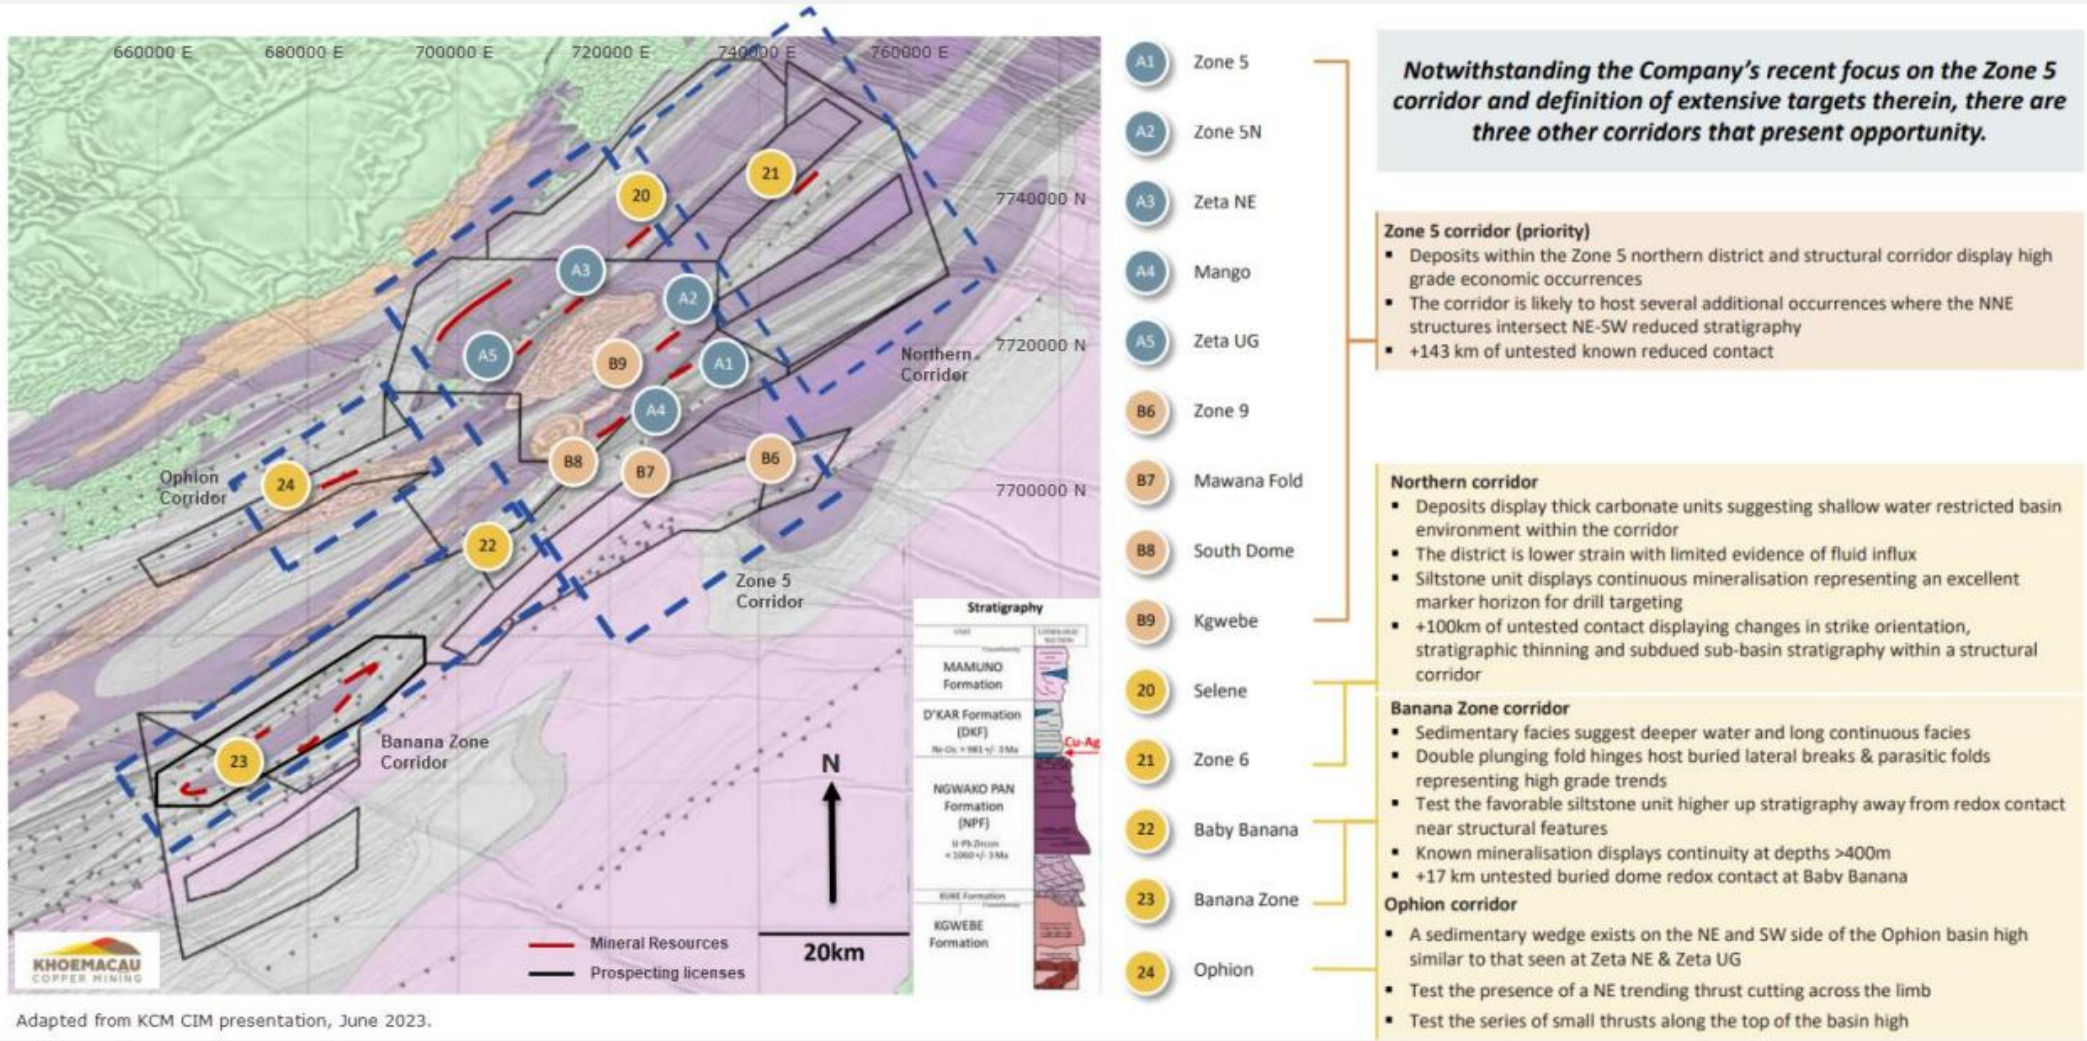 660000 E
680000 E
700000 E
720000 E
740000 E
760000 E
7740000 N
7720000 N
7700000 N
20
21
A3
A2
A5
B9
A1
A4
B8
B7
B6
24
22
23
Northern
Corridor
Ophion
Corridor
Zone 5
Corridor
Banana Zone
Corridor
N
20km
Mineral Resources
Prospecting licenses
KHOEMACAU
COPPER MINING
Stratigraphy
MAMUNO
Formation
D'KAR Formation
(DKF)
Re-Os > 981 +/- 3 Ma
Cu-Ag
NGWAKO PAN
Formation
(NPF)
U-Pb Zircon
< 1060 +/- 3 Ma
KUKE Formation
KGWEBE
Formation
Adapted from KCM CIM presentation, June 2023.
A1 Zone 5
A2 Zone 5N
A3 Zeta NE
A4 Mango
A5 Zeta UG
B6 Zone 9
B7 Mawana Fold
B8 South Dome
B9 Kgwebe
20 Selene
21 Zone 6
22 Baby Banana
23 Banana Zone
24 Ophion
Notwithstanding the Company's recent focus on the Zone 5
corridor and definition of extensive targets therein, there are
three other corridors that present opportunity.
Zone 5 corridor (priority)
▪ Deposits within the Zone 5 northern district and structural corridor display high
grade economic occurrences
▪ The corridor is likely to host several additional occurrences where the NNE
structures intersect NE-SW reduced stratigraphy
▪ +143 km of untested known reduced contact
Northern corridor
▪ Deposits display thick carbonate units suggesting shallow water restricted basin
environment within the corridor
▪ The district is lower strain with limited evidence of fluid influx
▪ Siltstone unit displays continuous mineralisation representing an excellent
marker horizon for drill targeting
▪ +100km of untested contact displaying changes in strike orientation,
stratigraphic thinning and subdued sub-basin stratigraphy within a structural
corridor
Banana Zone corridor
▪ Sedimentary facies suggest deeper water and long continuous facies
▪ Double plunging fold hinges host buried lateral breaks & parasitic folds
representing high grade trends
▪ Test the favorable siltstone unit higher up stratigraphy away from redox contact
near structural features
▪ Known mineralisation displays continuity at depths >400m
▪ +17 km untested buried dome redox contact at Baby Banana
Ophion corridor
▪ A sedimentary wedge exists on the NE and SW side of the Ophion basin high
similar to that seen at Zeta NE & Zeta UG
▪ Test the presence of a NE trending thrust cutting across the limb
▪ Test the series of small thrusts along the top of the basin high